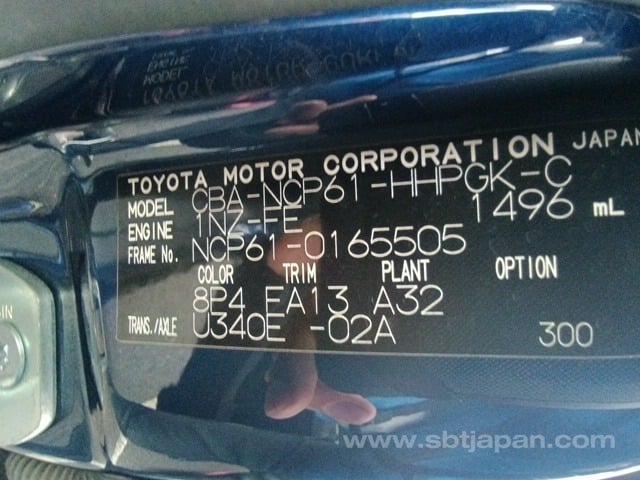 TOYOTA MOTOR CORPORATION JAPAN
MODEL CBA-NCP61-HHPGK-C
ENGINE 1NZ-FE 1496 mL
FRAME No. NCP61-0165505
COLOR TRIM PLANT OPTION
8P4 FA13 A32
TRANS./AXLE U340E -02A 300
www.sbtjapan.com